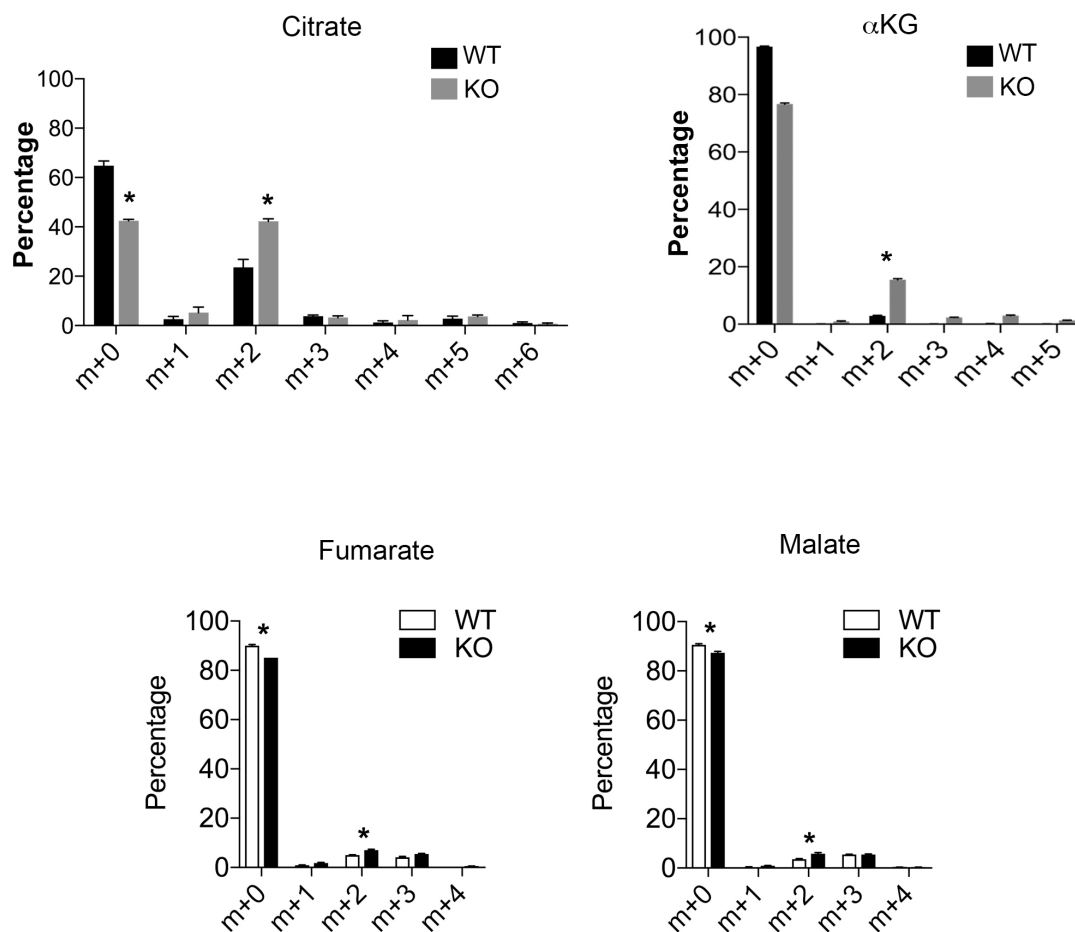 Citrate
WT
KO
Percentage
100
80
60
40
20
0
*
*
m+0
m+1
m+2
m+3
m+4
m+5
m+6
αKG
WT
KO
Percentage
100
80
60
40
20
0
*
m+0
m+1
m+2
m+3
m+4
m+5
Fumarate
WT
KO
Percentage
100
80
60
40
20
0
*
*
m+0
m+1
m+2
m+3
m+4
Malate
WT
KO
Percentage
100
80
60
40
20
0
*
*
m+0
m+1
m+2
m+3
m+4